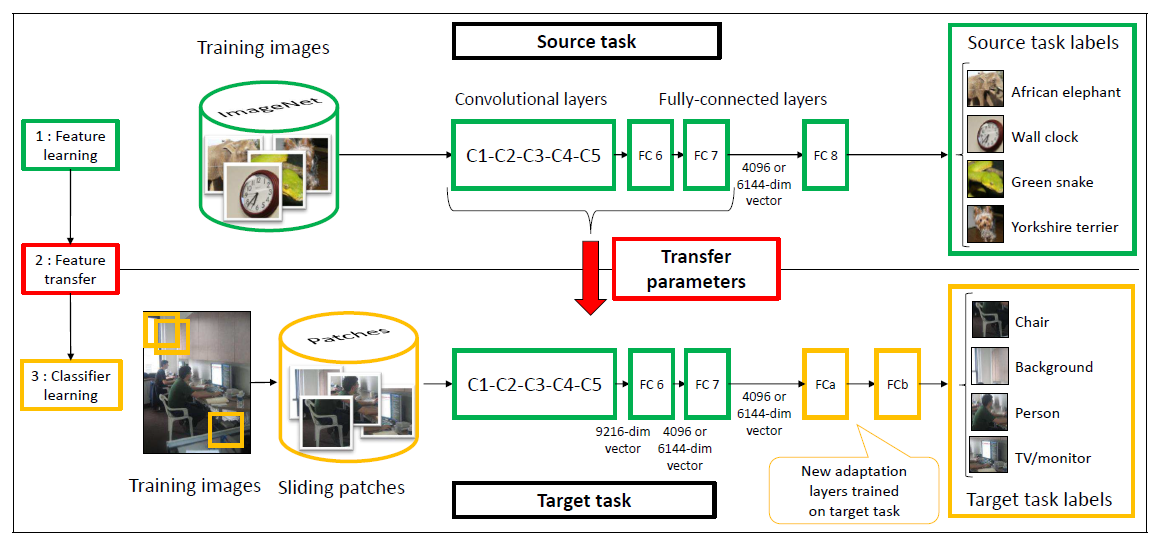 Training images
Source task
Source task labels
ImageNet
Convolutional layers
Fully-connected layers
African elephant
1 : Feature
learning
C1-C2-C3-C4-C5
FC 6
FC 7
4096 or
6144-dim
vector
FC 8
Wall clock
Green snake
Yorkshire terrier
2 : Feature
transfer
Transfer
parameters
3 : Classifier
learning
Patches
C1-C2-C3-C4-C5
FC 6
FC 7
FCa
FCb
Chair
Background
Person
TV/monitor
9216-dim
vector
4096 or
6144-dim
vector
4096 or
6144-dim
vector
New adaptation
layers trained
on target task
Training images
Sliding patches
Target task
Target task labels